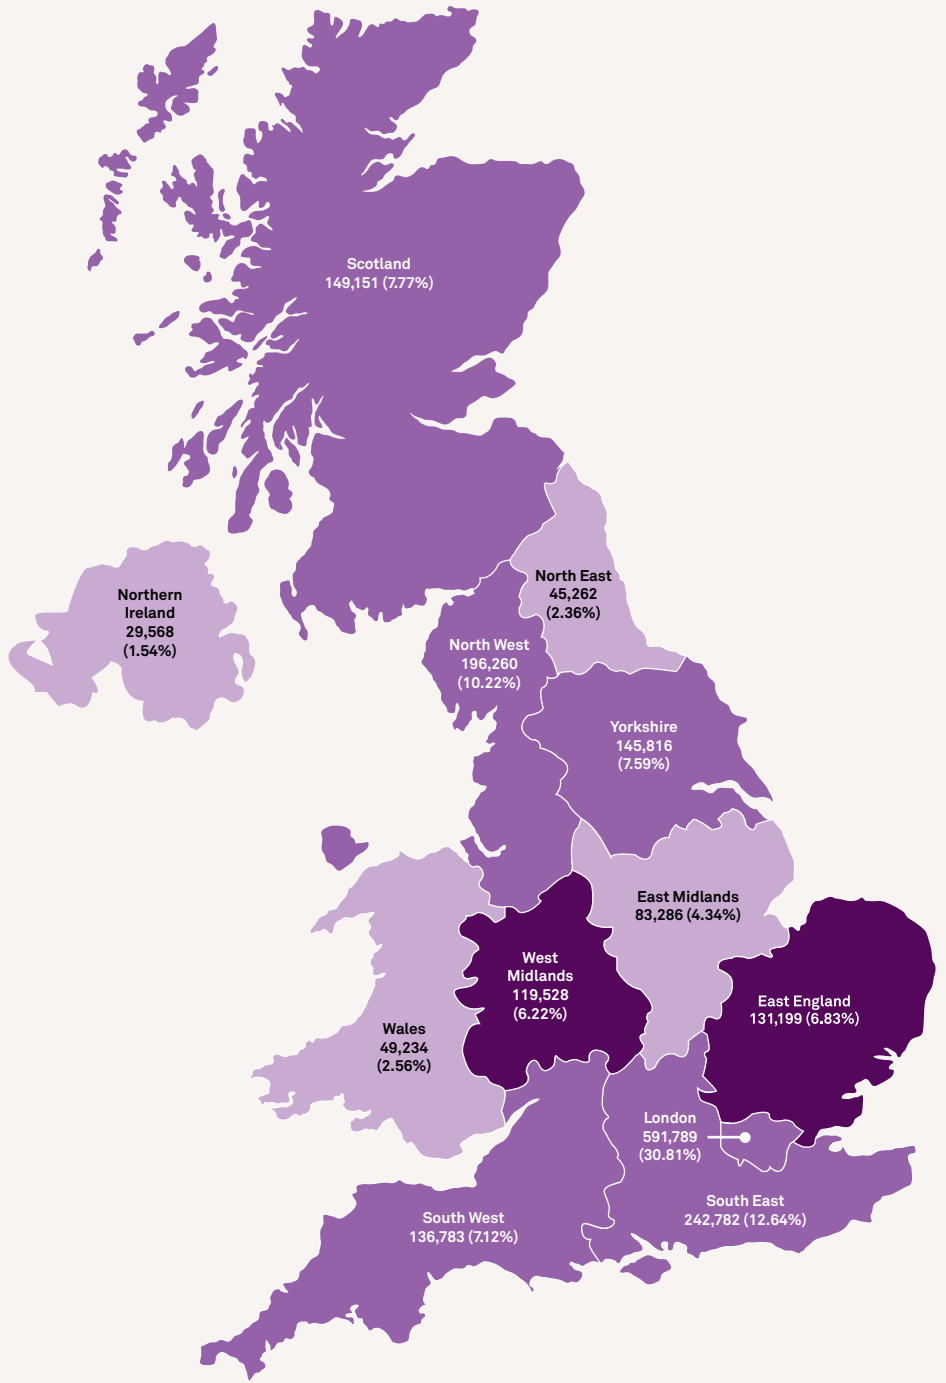 Scotland
149,151 (7.77%)
Northern
Ireland
29,568
(1.54%)
North East
45,262
(2.36%)
North West
196,260
(10.22%)
Yorkshire
145,816
(7.59%)
East Midlands
83,286 (4.34%)
West
Midlands
119,528
(6.22%)
East England
131,199 (6.83%)
Wales
49,234
(2.56%)
London
591,789
(30.81%)
South East
242,782 (12.64%)
South West
136,783 (7.12%)